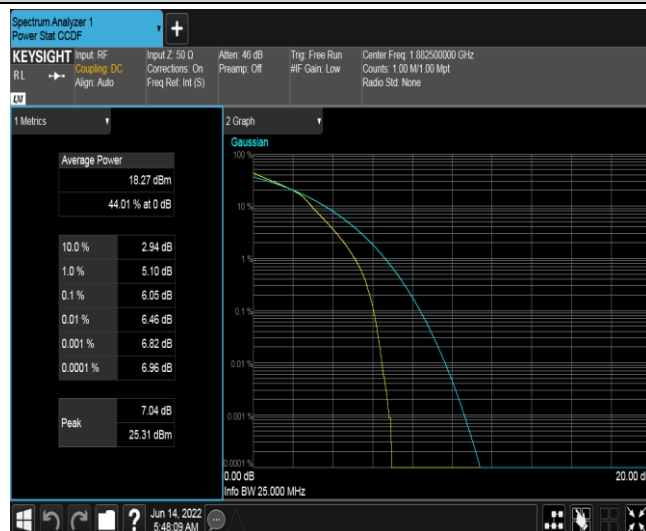 Spectrum Analyzer 1
Power Stat CCDF
+
KEYSIGHT
RL
LXI
Input: RF
Coupling: DC
Align: Auto
Input Z: 50 Ω
Corrections: On
Freq Ref: Int (S)
Atten: 46 dB
Preamp: Off
Trig: Free Run
#IF Gain: Low
Center Freq: 1.882500000 GHz
Counts: 1.00 M/1.00 Mpt
Radio Std: None
1 Metrics
Average Power
18.27 dBm
44.01 % at 0 dB
10.0 % 2.94 dB
1.0 % 5.10 dB
0.1 % 6.05 dB
0.01 % 6.46 dB
0.001 % 6.82 dB
0.0001 % 6.96 dB
Peak
7.04 dB
25.31 dBm
2 Graph
Gaussian
100 %
10 %
1 %
0.1 %
0.01 %
0.001 %
0.0001 %
0.00 dB
20.00 d
Info BW 25.000 MHz
?
Jun 14, 2022
5:48:09 AM